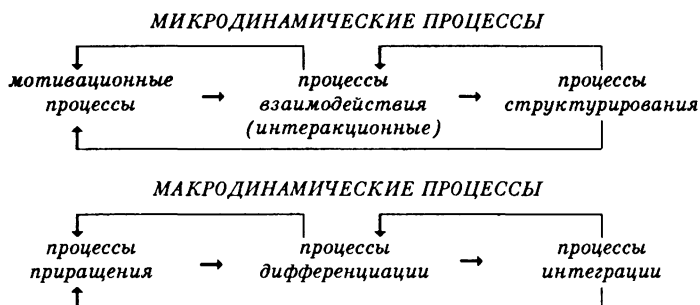 МИКРОДИНАМИЧЕСКИЕ ПРОЦЕССЫ
мотивационные процессы процессы
процессы взаимодействия структурирования
(интеракционные)
МАКРОДИНАМИЧЕСКИЕ ПРОЦЕССЫ
процессы процессы процессы
приращения дифференциации интеграции